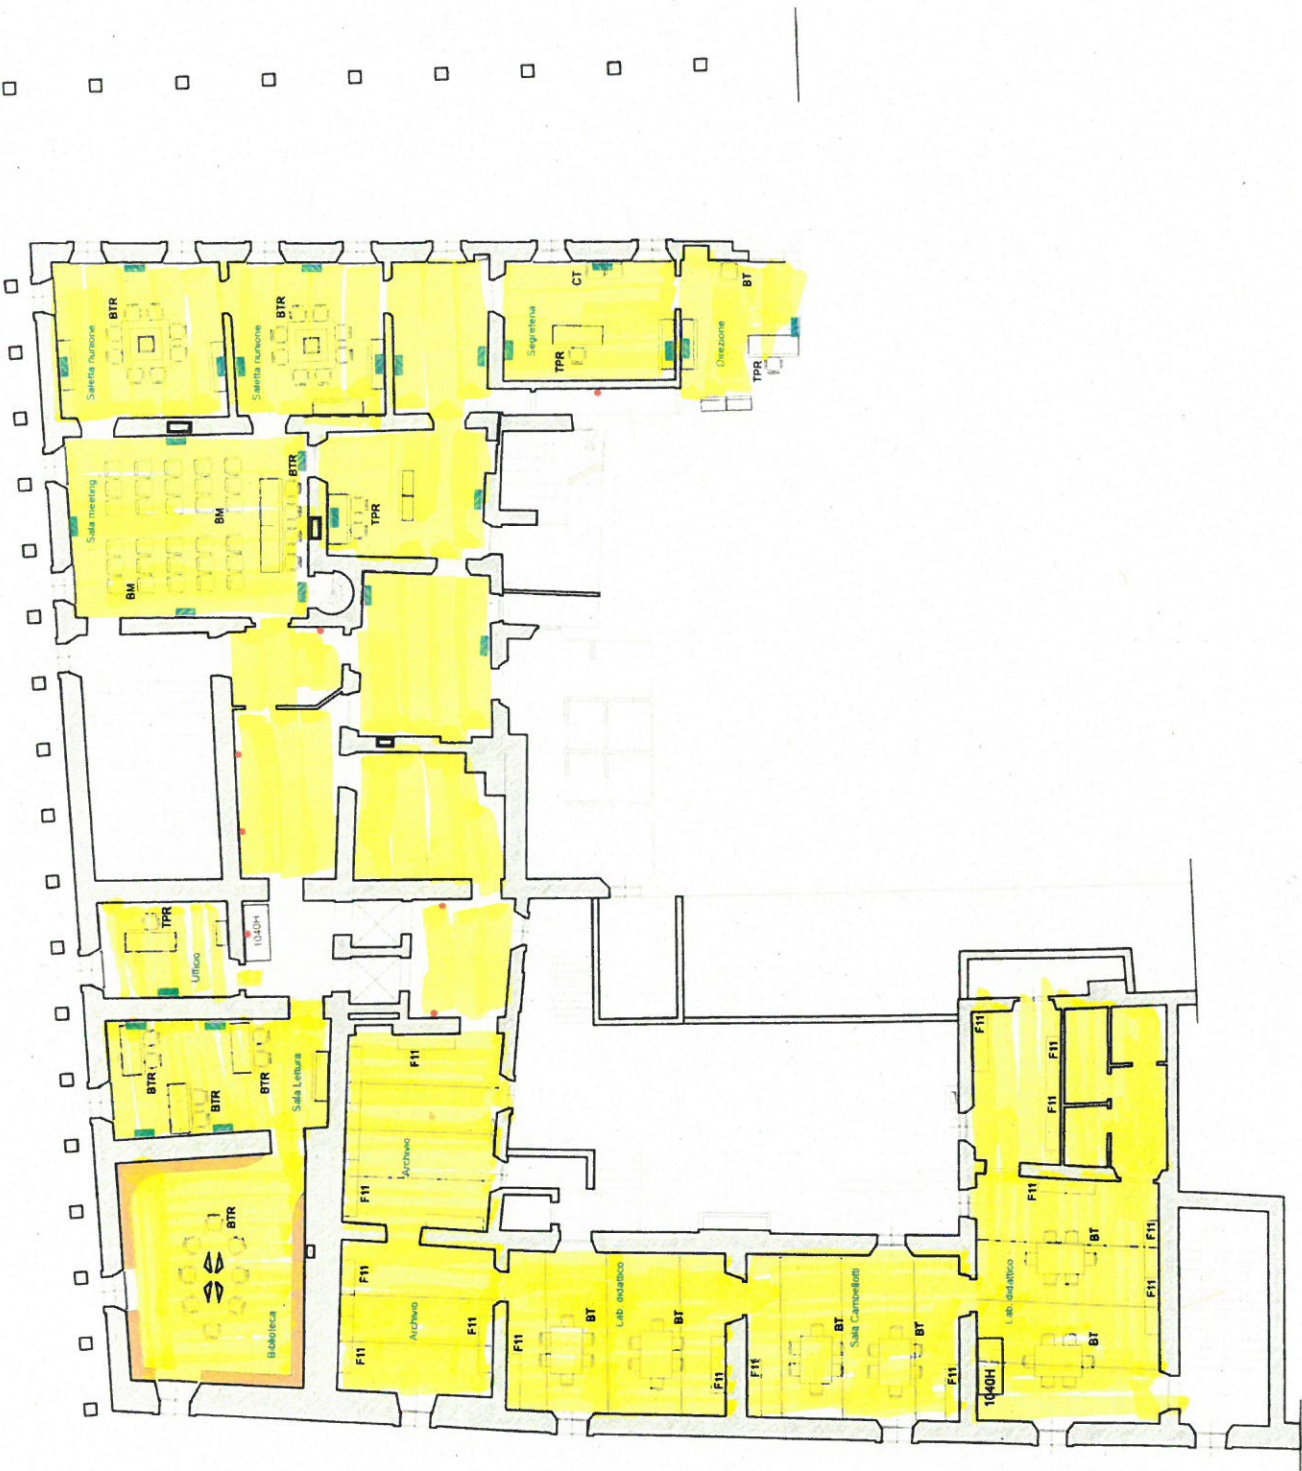 Saletta riunione
BTR
Saletta riunione
BTR
Segreteria
TPR
CT
Direzione
TPR
BT
Sala meeting
BM
BM
BTR
TPR
Ufficio
TPR
1040H
Sala Lettura
BTR
BTR
BTR
Biblioteca
BTR
Archivio
F11
F11
Archivio
F11
F11
F11
Lab. didattico
F11
BT
BT
F11
Sala Cambellotti
F11
BT
BT
F11
Lab. didattico
F11
F11
F11
F11
BT
BT
F11
F11
1040H